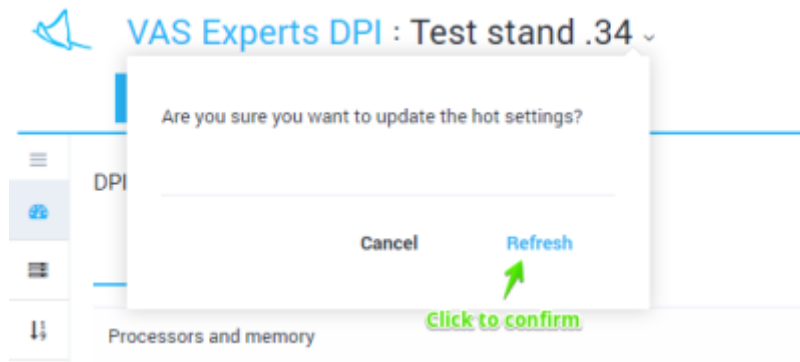 VAS Experts DPI : Test stand .34
Are you sure you want to update the hot settings?
DPI
Cancel Refresh
Click to confirm
Processors and memory